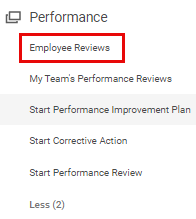 Performance
Employee Reviews
My Team's Performance Reviews
Start Performance Improvement Plan
Start Corrective Action
Start Performance Review
Less (2)